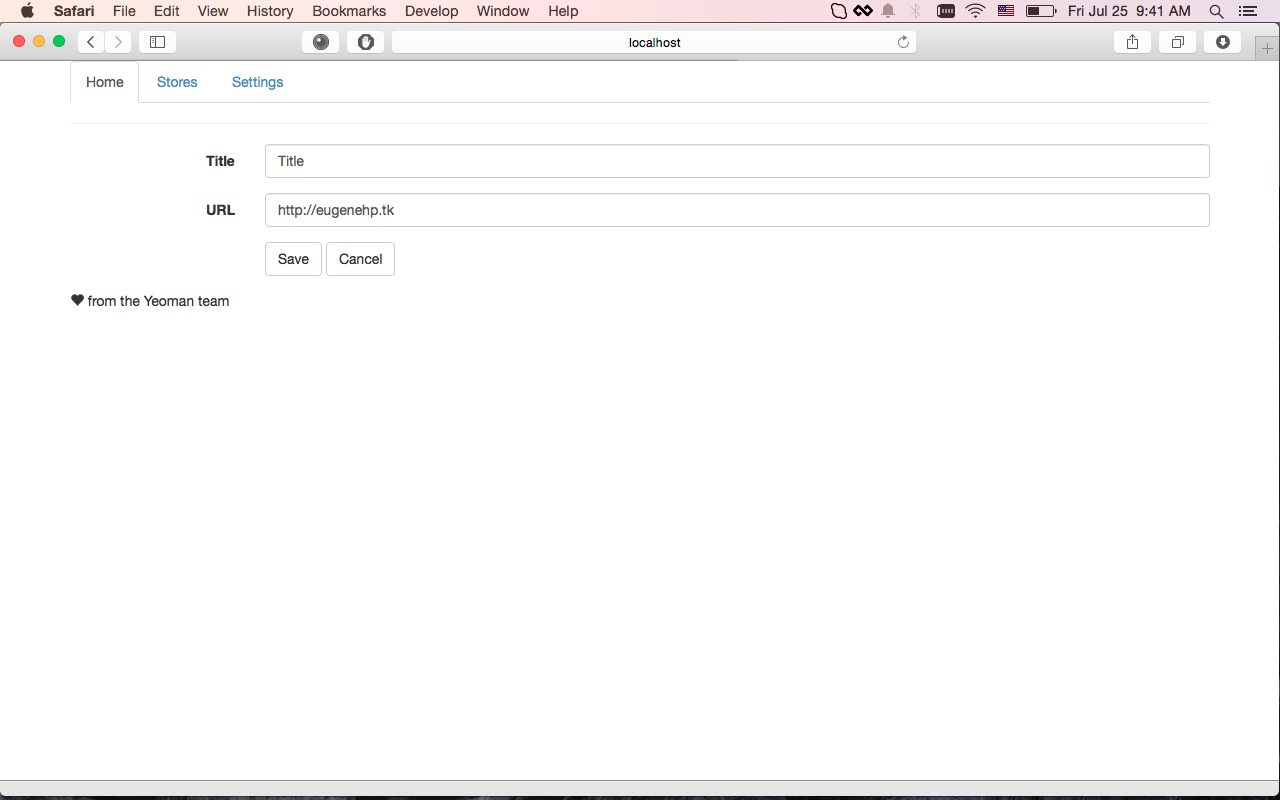 Safari File Edit View History Bookmarks Develop Window Help Fri Jul 25 9:41 AM
localhost
Home Stores Settings
Title Title
URL http://eugenehp.tk
Save Cancel
from the Yeoman team